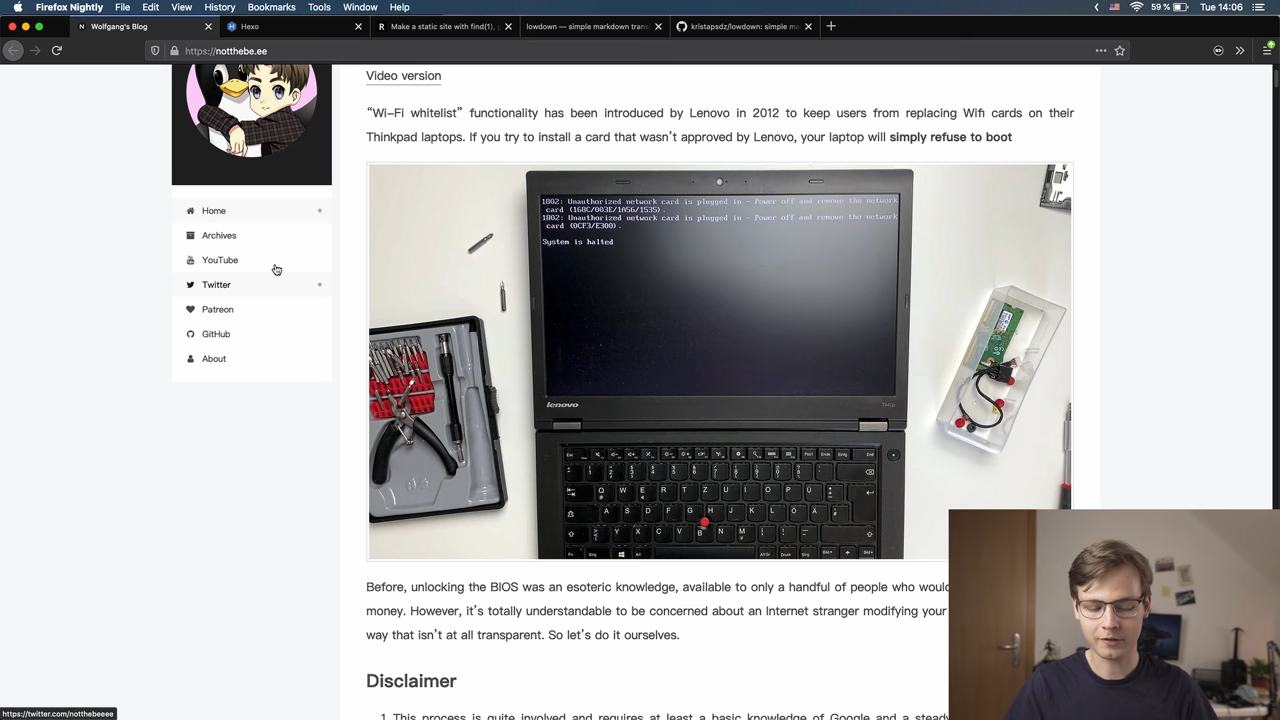 Firefox Nightly File Edit View History Bookmarks Tools Window Help
59 % Tue 14:06
Wolfgang's Blog
Hexo
Make a static site with find(1),
lowdown — simple markdown tran
kristapsdz/lowdown: simple ma
https://notthebe.ee
Video version
“Wi-Fi whitelist” functionality has been introduced by Lenovo in 2012 to keep users from replacing Wifi cards on their
Thinkpad laptops. If you try to install a card that wasn’t approved by Lenovo, your laptop will simply refuse to boot
1802: Unauthorized network card is plugged in - Power off and remove the network
card (168C/003E/1A56/1535).
1802: Unauthorized network card is plugged in - Power off and remove the network
card (0CF3/E300).
System is halted
lenovo
Home
Archives
YouTube
Twitter
Patreon
GitHub
About
Before, unlocking the BIOS was an esoteric knowledge, available to only a handful of people who would
money. However, it’s totally understandable to be concerned about an Internet stranger modifying your
way that isn’t at all transparent. So let’s do it ourselves.
Disclaimer
1. This process is quite involved and requires at least a basic knowledge of Google and a steady
https://twitter.com/notthebeeee